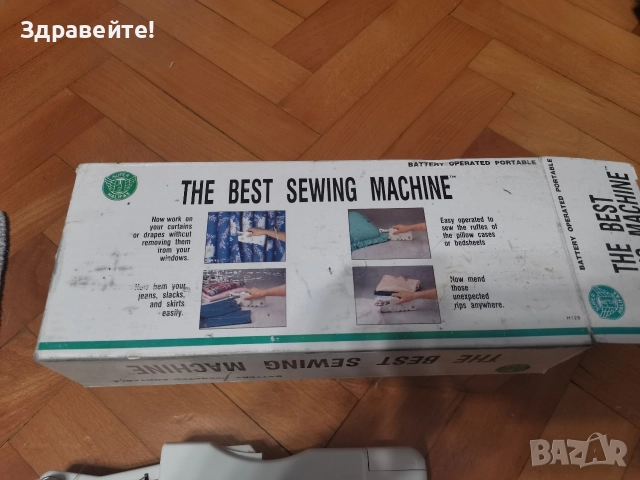 Здравейте!
BATTERY OPERATED PORTABLE
THE BEST SEWING MACHINE™
Now work on
your curtains
or drapes without
removing them
from your
windows.
Easy operated to
sew the ruffles of
the pillow cases
or bedsheets
Now hem your
jeans, slacks,
and skirts
easily.
Now mend
those
unexpected
rips anywhere.
THE BEST SEWING MACHINE
BATTERY OPERATED PORTABLE
THE BEST
MACHINE
BAZAR